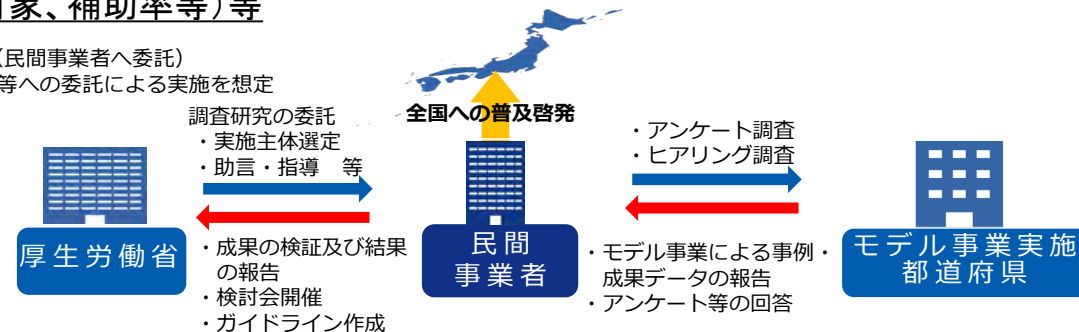 家、補助率等)等
(民間事業者へ委託)
等への委託による実施を想定
調査研究の委託
・実施主体選定
・助言・指導 等
全国への普及啓発
・アンケート調査
・ヒアリング調査
厚生労働省
・成果の検証及び結果
の報告
・検討会開催
・ガイドライン作成
民間
事業者
・モデル事業による事例・
成果データの報告
・アンケート等の回答
モデル事業実施
都道府県